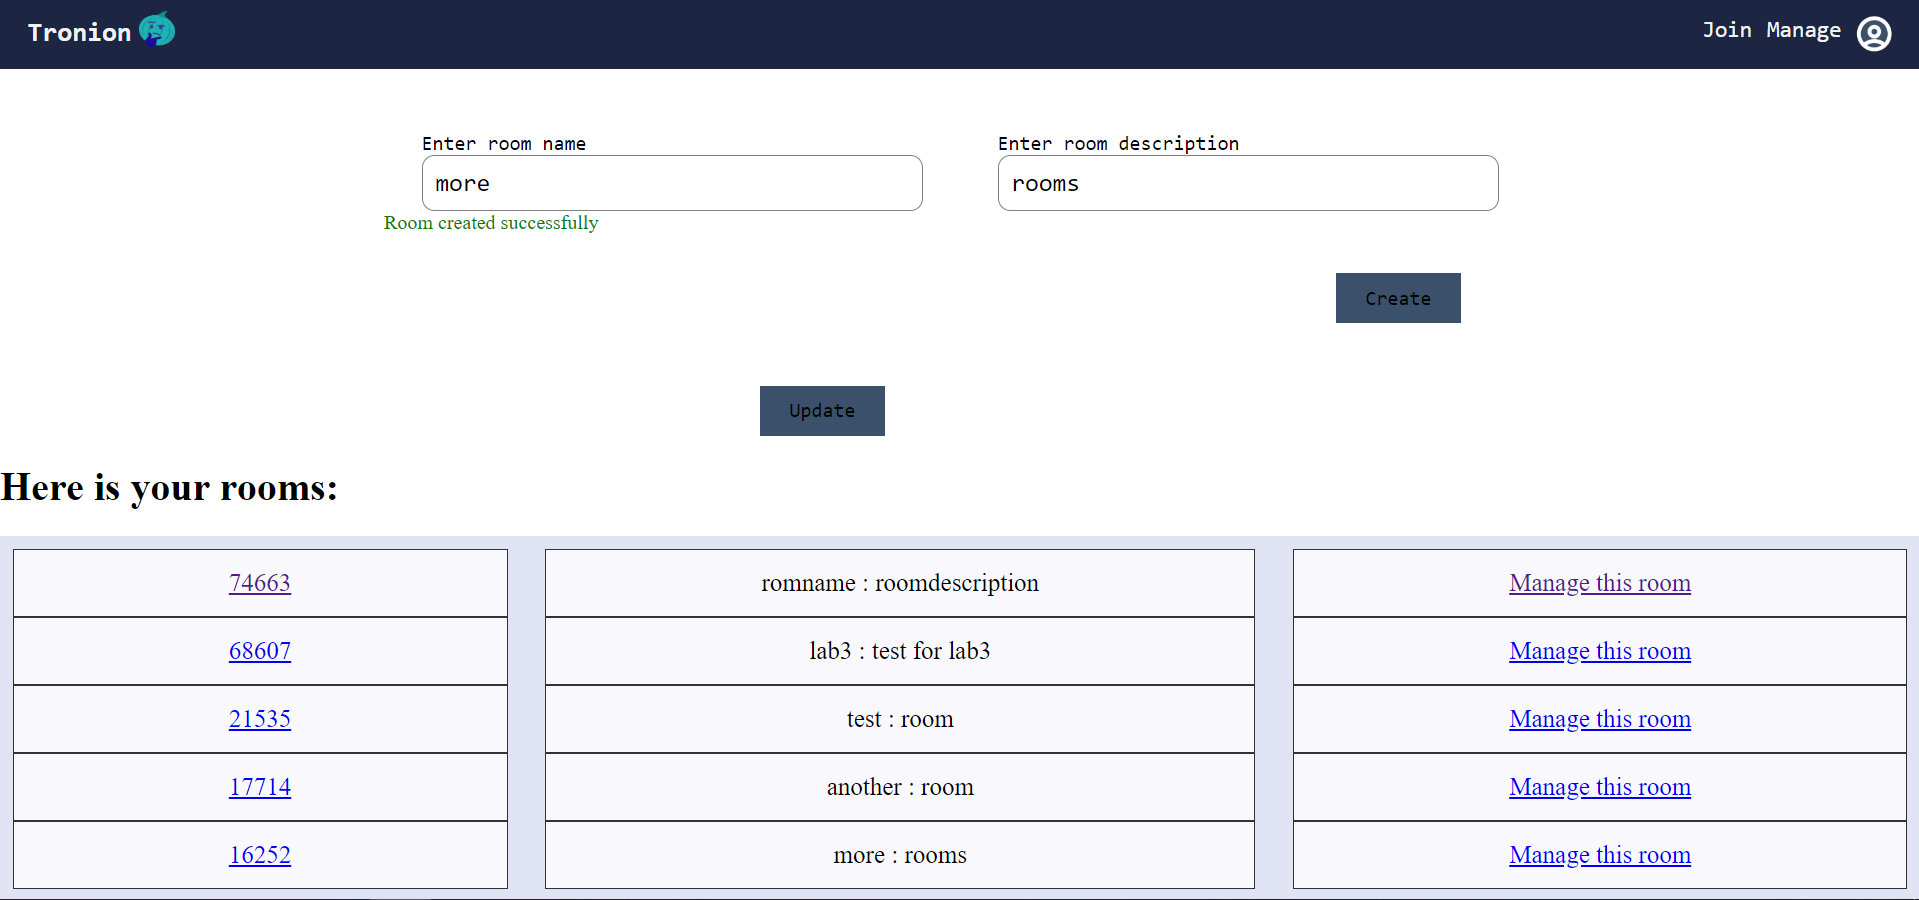 Tronion Join Manage
Enter room name Enter room description
more rooms
Room created successfully
Create
Update
Here is your rooms:
74663 romname : roomdescription Manage this room
68607 lab3 : test for lab3 Manage this room
21535 test : room Manage this room
17714 another : room Manage this room
16252 more : rooms Manage this room